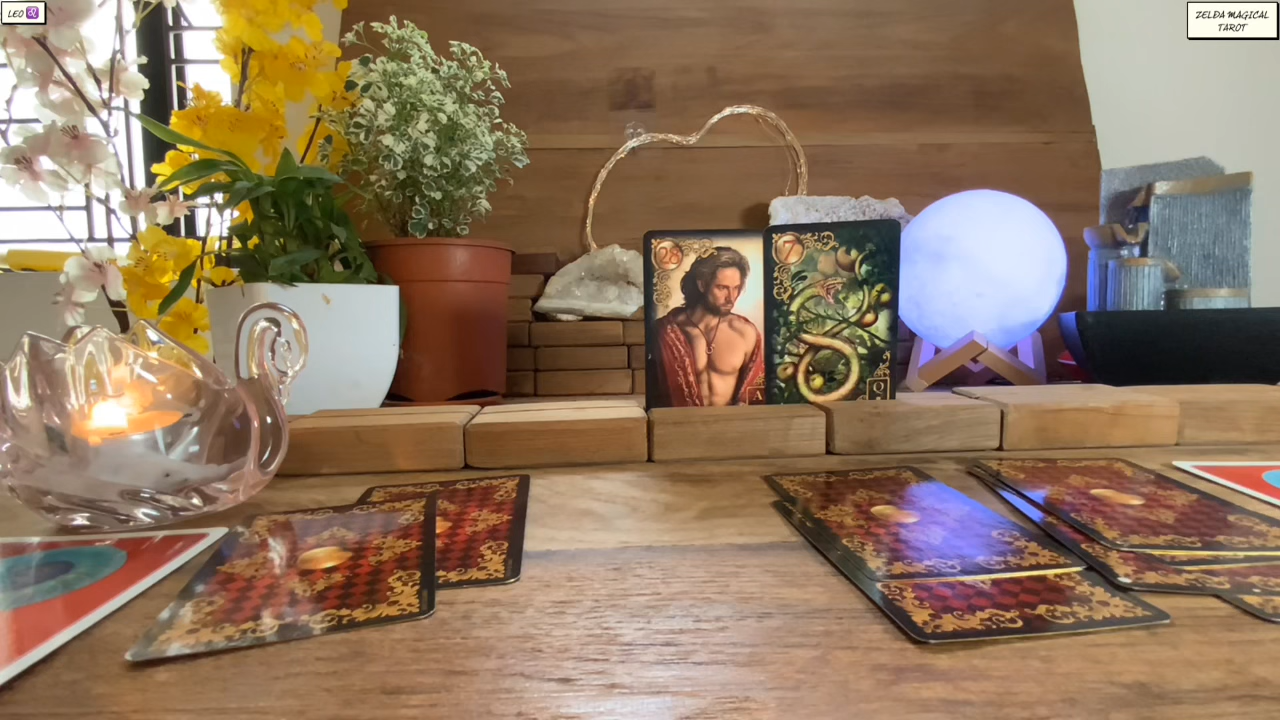 LEO ♌
ZELDA MAGICAL
TAROT
28
7
A
Q